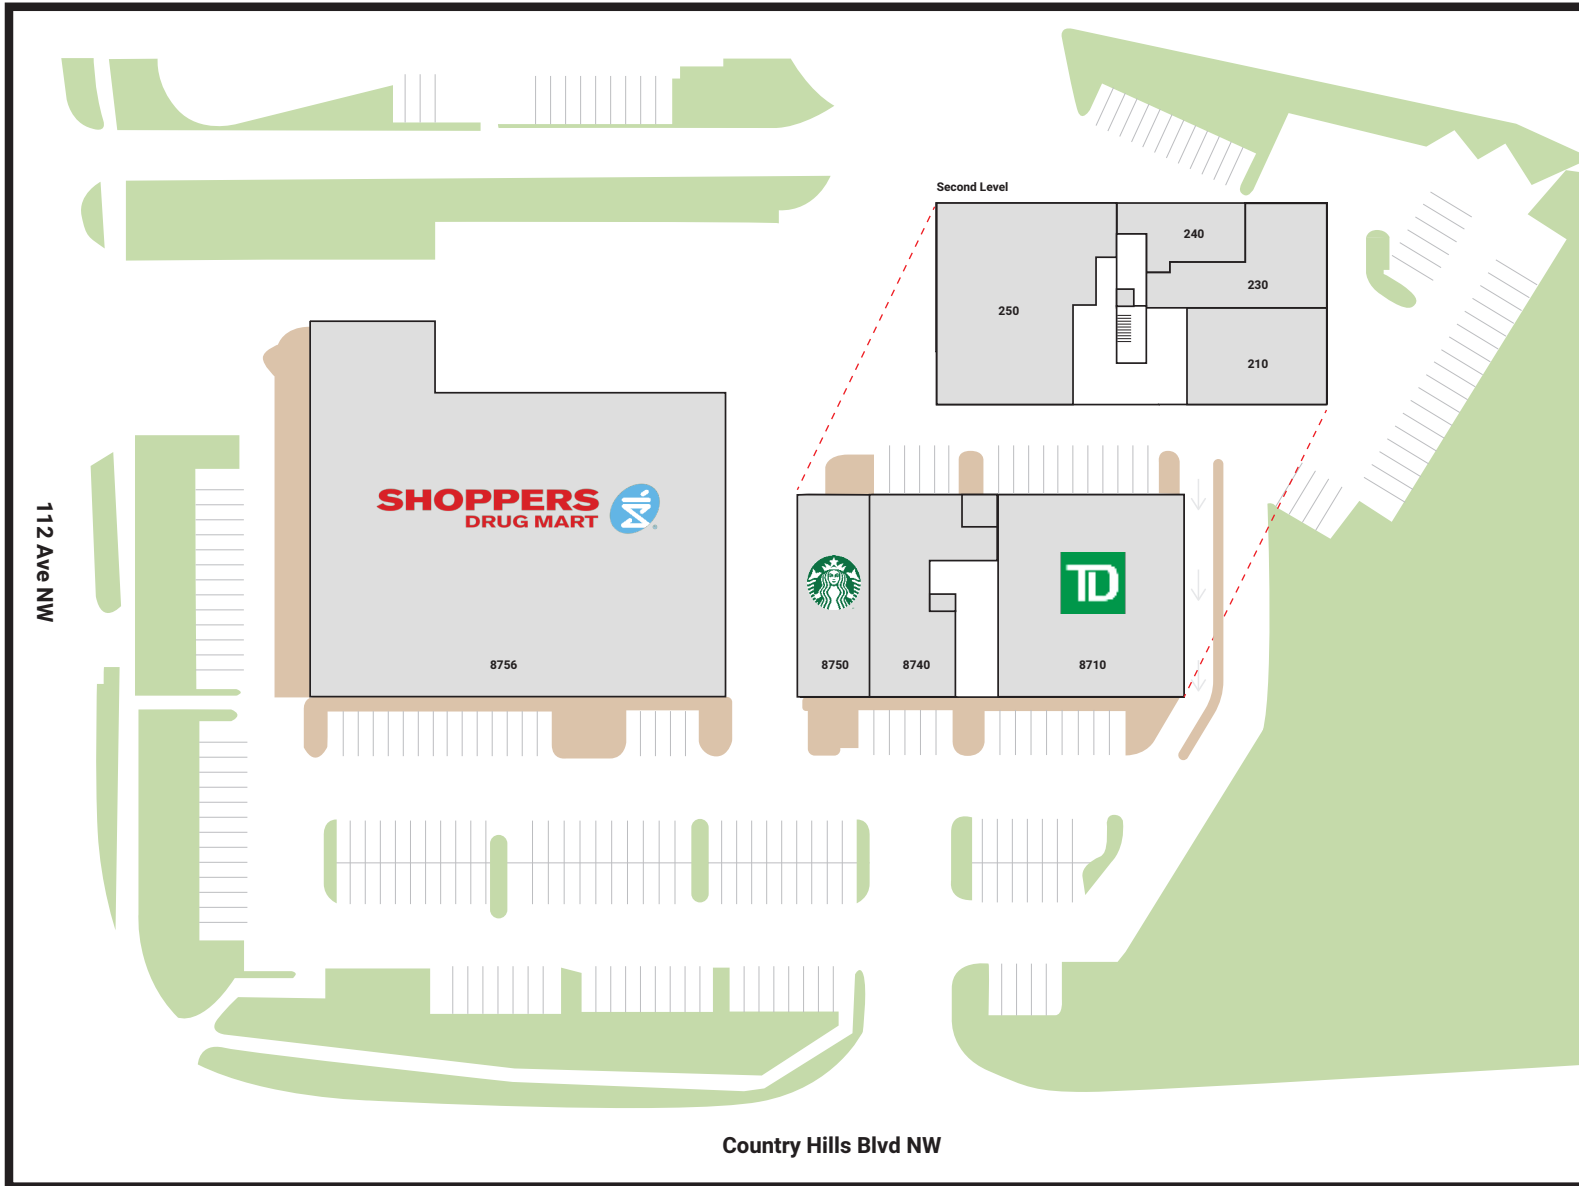 Second Level
240
230
250
210
SHOPPERS
DRUG MART
TD
8756
8750
8740
8710
112 Ave NW
Country Hills Blvd NW